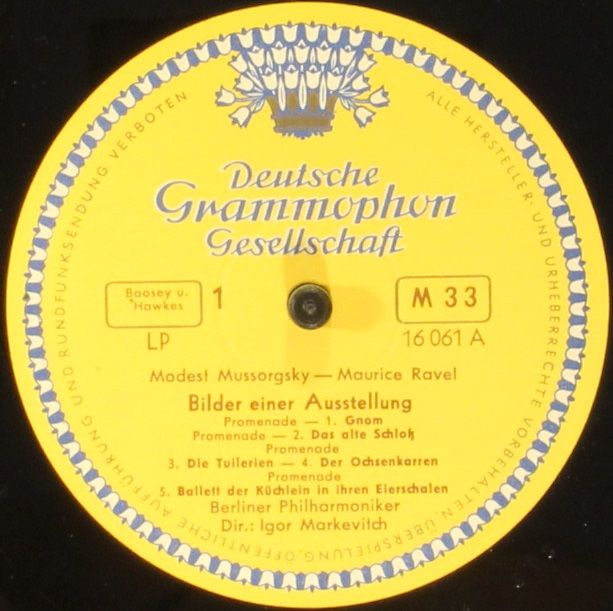 Deutsche
Grammophon
Gesellschaft
Boosey u.
Hawkes
1
M 33
LP
16 061 A
Modest Mussorgsky — Maurice Ravel
Bilder einer Ausstellung
Promenade — 1. Gnom
Promenade — 2. Das alte Schloß
Promenade
3. Die Tuilerien — 4. Der Ochsenkarren
Promenade
5. Ballett der Küchlein in ihren Eierschalen
Berliner Philharmoniker
Dir.: Igor Markevitch
ALLE HERSTELLER- UND URHEBERRECHTE VORBEHALTEN, ÜBERSPIELUNG, ÖFFENTLICHE AUFFÜHRUNG UND RUNDFUNKSENDUNG VERBOTEN